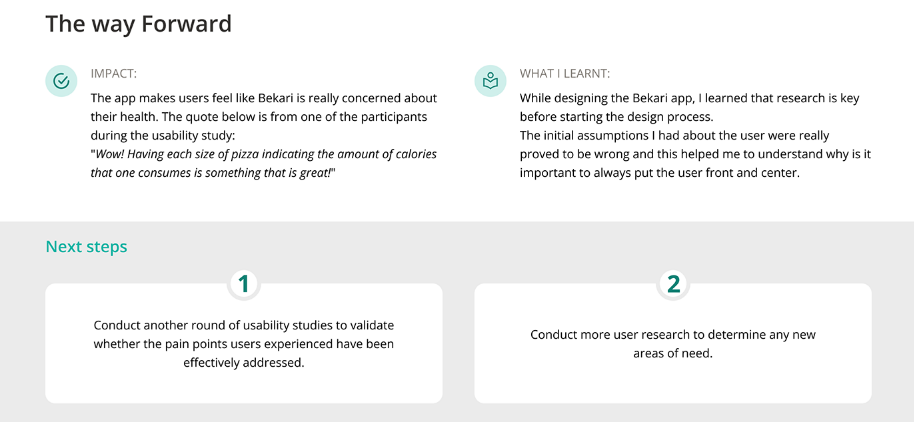 The way Forward
IMPACT:
The app makes users feel like Bekari is really concerned about
their health. The quote below is from one of the participants
during the usability study:
"Wow! Having each size of pizza indicating the amount of calories
that one consumes is something that is great!"
WHAT I LEARNT:
While designing the Bekari app, I learned that research is key
before starting the design process.
The initial assumptions I had about the user were really
proved to be wrong and this helped me to understand why is it
important to always put the user front and center.
Next steps
1
Conduct another round of usability studies to validate
whether the pain points users experienced have been
effectively addressed.
2
Conduct more user research to determine any new
areas of need.